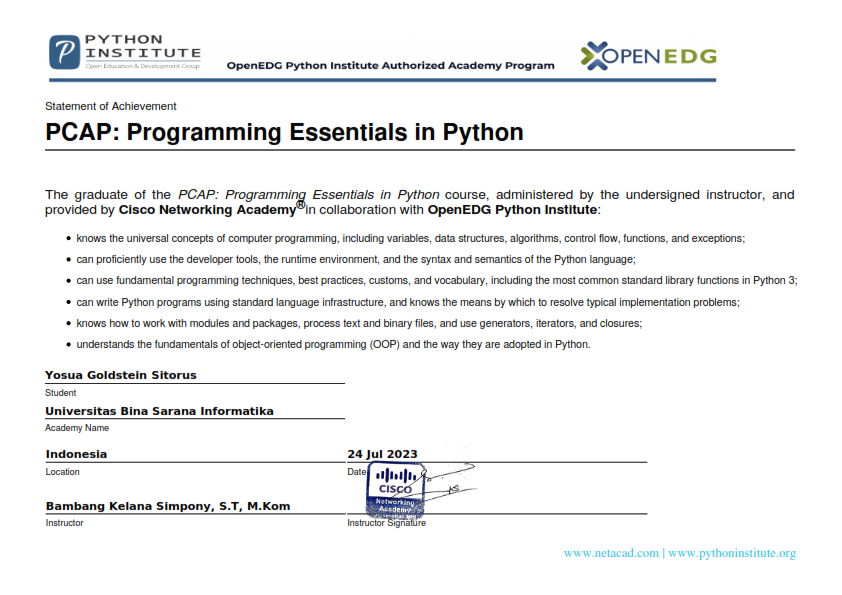 PYTHON
INSTITUTE
Open Education & Development Group
OpenEDG Python Institute Authorized Academy Program
OPENEDG
Statement of Achievement
PCAP: Programming Essentials in Python
The graduate of the PCAP: Programming Essentials in Python course, administered by the undersigned instructor, and
provided by Cisco Networking Academy® in collaboration with OpenEDG Python Institute:
• knows the universal concepts of computer programming, including variables, data structures, algorithms, control flow, functions, and exceptions;
• can proficiently use the developer tools, the runtime environment, and the syntax and semantics of the Python language;
• can use fundamental programming techniques, best practices, customs, and vocabulary, including the most common standard library functions in Python 3;
• can write Python programs using standard language infrastructure, and knows the means by which to resolve typical implementation problems;
• knows how to work with modules and packages, process text and binary files, and use generators, iterators, and closures;
• understands the fundamentals of object-oriented programming (OOP) and the way they are adopted in Python.
Yosua Goldstein Sitorus
Student
Universitas Bina Sarana Informatika
Academy Name
Indonesia
Location
24 Jul 2023
Date
CISCO
Networking
Academy
Bambang Kelana Simpony, S.T, M.Kom
Instructor
Instructor Signature
www.netacad.com | www.pythoninstitute.org